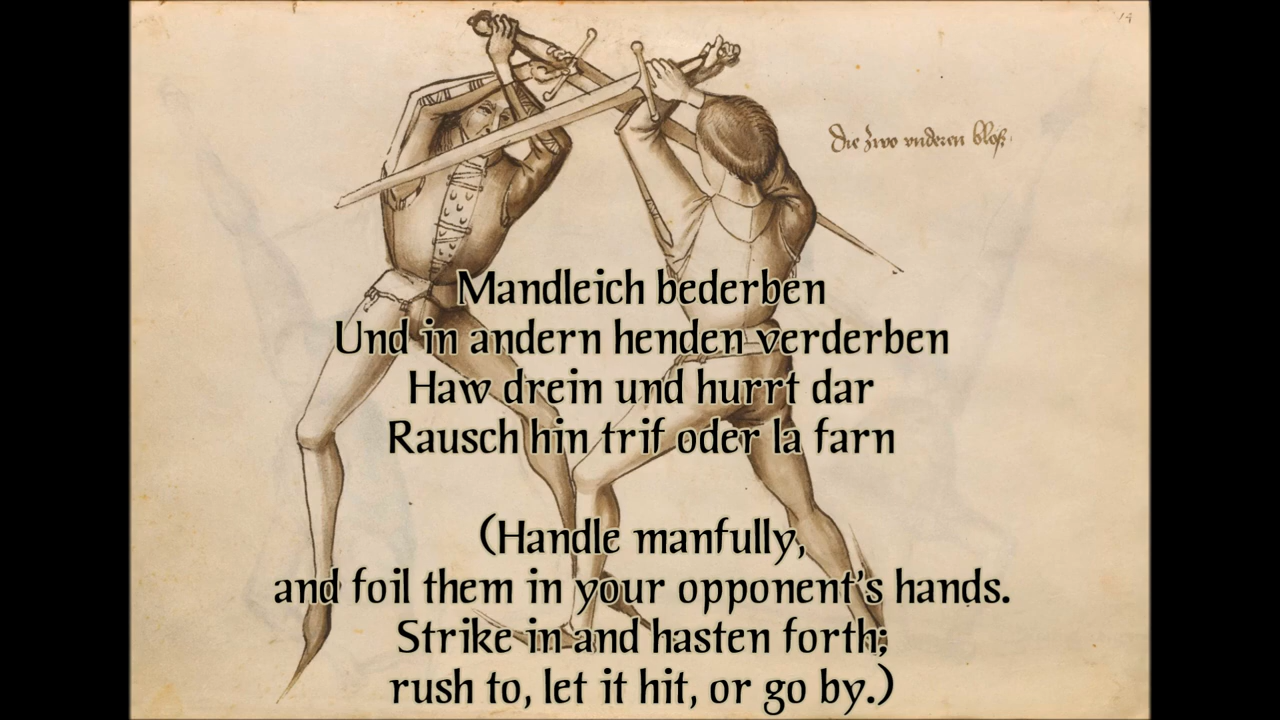 14
die zwo vnderen bloß
Mandleich bederben
Und in andern henden verderben
Haw drein und hurrt dar
Rausch hin trif oder la farn
(Handle manfully,
and foil them in your opponent's hands.
Strike in and hasten forth;
rush to, let it hit, or go by.)